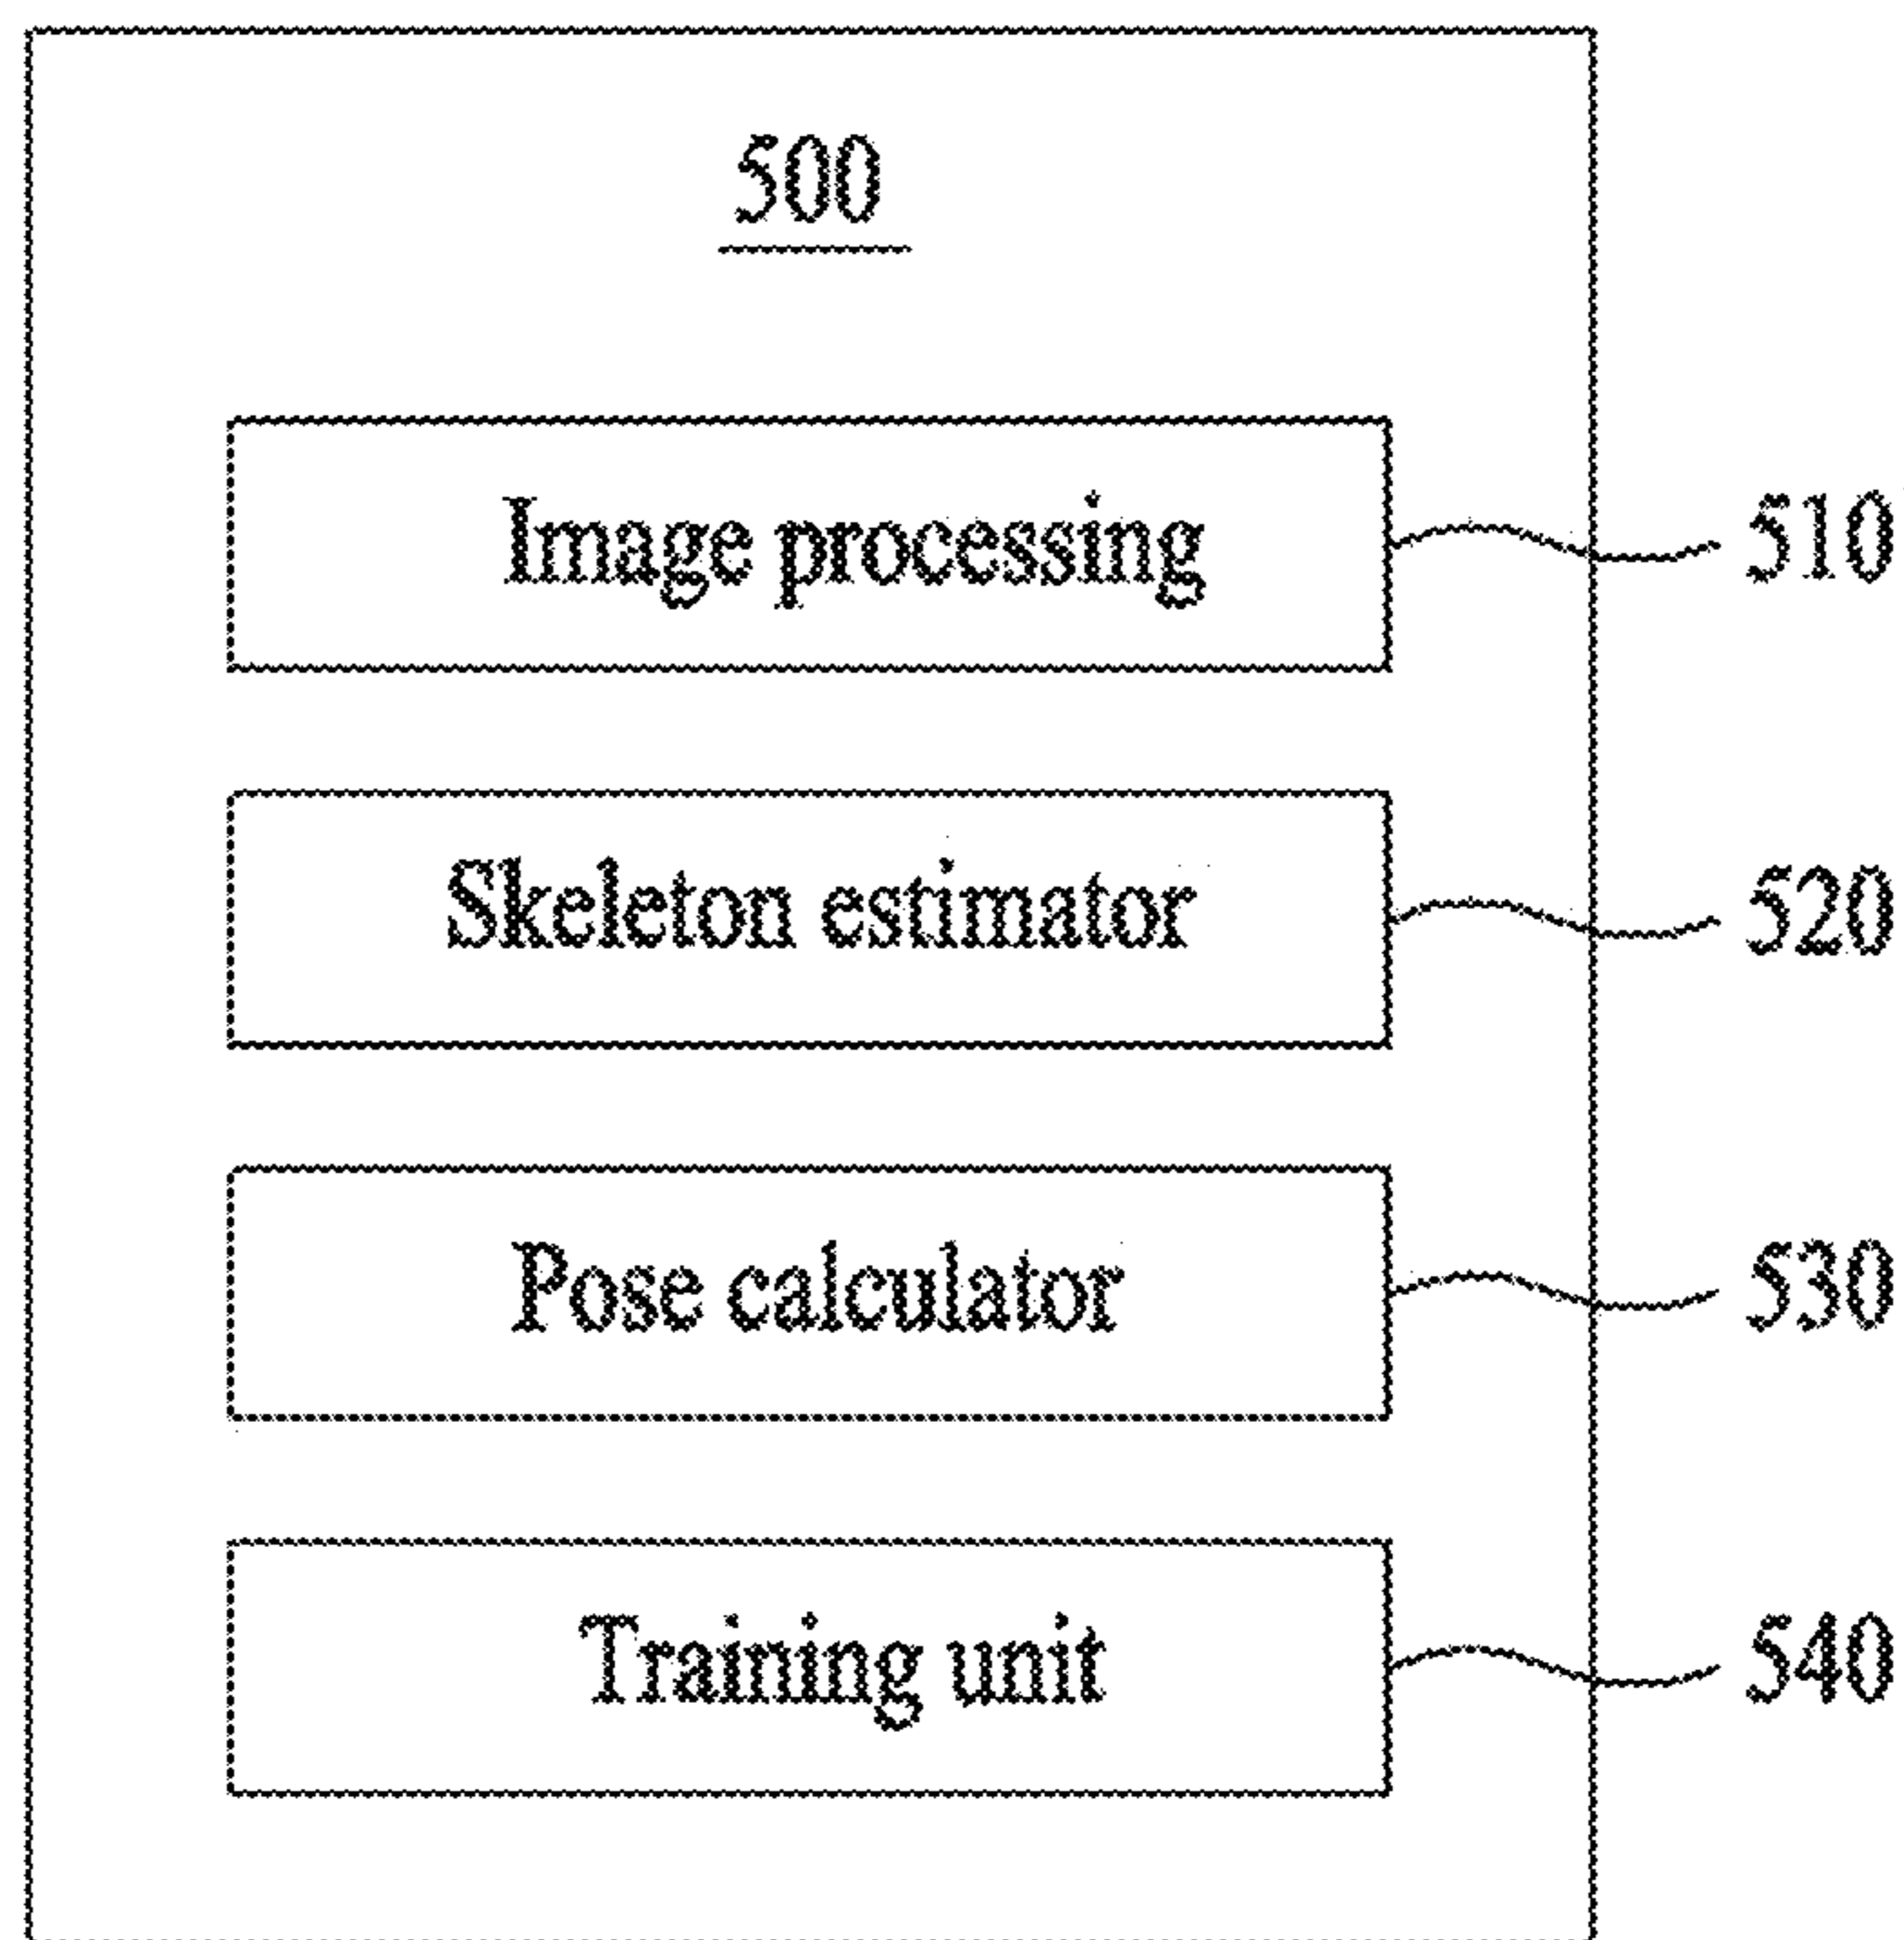 500
Image processing 510
Skeleton estimator 520
Pose calculator 530
Training unit 540